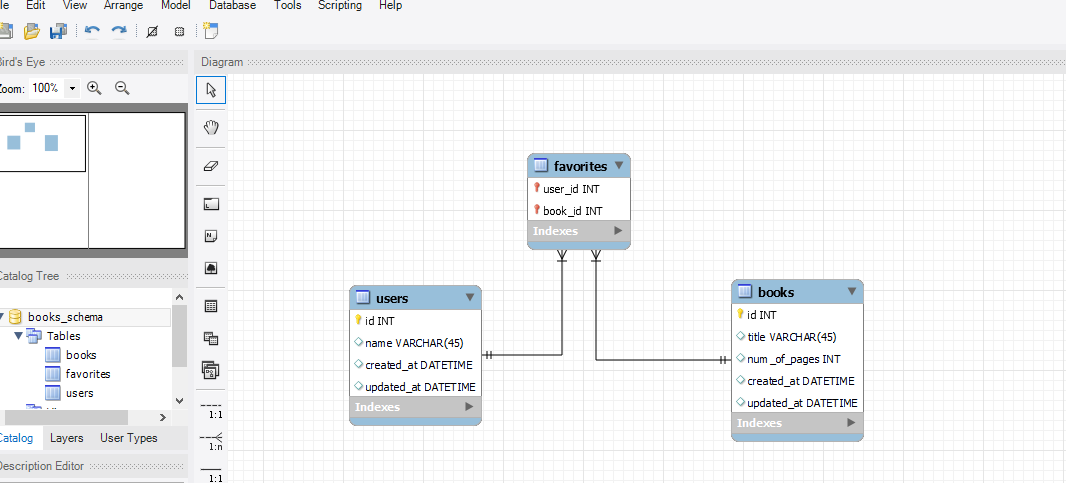 le Edit View Arrange Model Database Tools Scripting Help
Bird's Eye
Zoom: 100%
Diagram
favorites
user_id INT
book_id INT
Indexes
Catalog Tree
books_schema
Tables
books
favorites
users
Catalog Layers User Types
Description Editor
1:1
1:n
1:1
users
id INT
name VARCHAR(45)
created_at DATETIME
updated_at DATETIME
Indexes
books
id INT
title VARCHAR(45)
num_of_pages INT
created_at DATETIME
updated_at DATETIME
Indexes